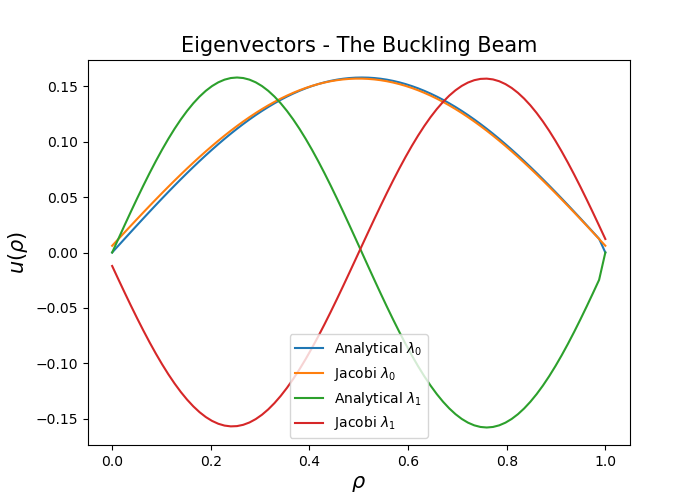 Eigenvectors - The Buckling Beam
u(ρ)
0.15
0.10
0.05
0.00
−0.05
−0.10
−0.15
Analytical λ₀
Jacobi λ₀
Analytical λ₁
Jacobi λ₁
0.0 0.2 0.4 0.6 0.8 1.0
ρ